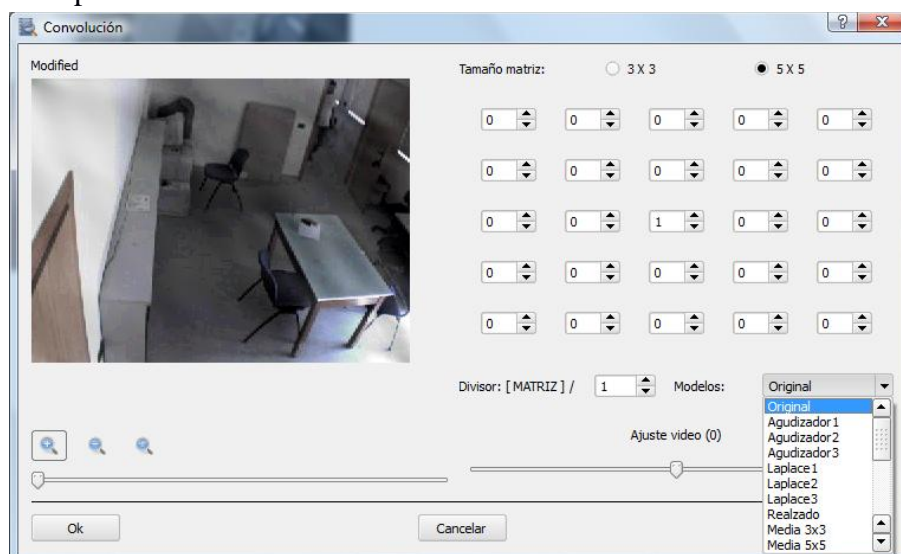 Convolución
Modified
Tamaño matriz: 3 X 3 5 X 5
0 0 0 0 0
0 0 0 0 0
0 0 1 0 0
0 0 0 0 0
0 0 0 0 0
Divisor: [ MATRIZ ] / 1 Modelos: Original
Original
Agudizador1
Agudizador2
Agudizador3
Laplace1
Laplace2
Laplace3
Realzado
Media 3x3
Media 5x5
Ajuste video (0)
Ok Cancelar